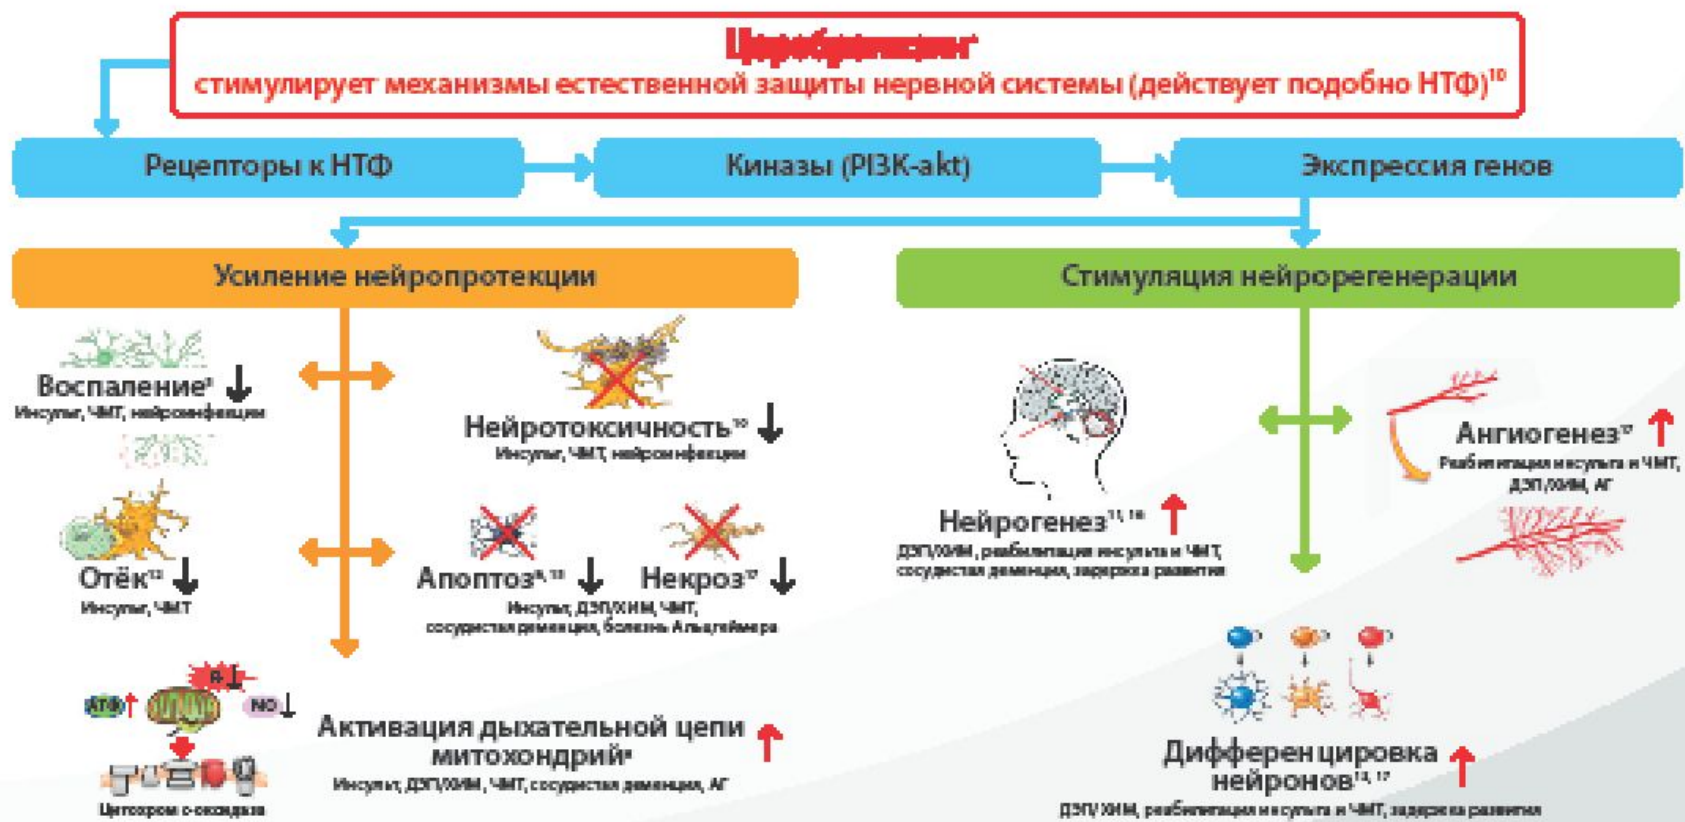 стимулирует механизмы естественной защиты нервной системы (действует подобно НТФ)¹⁰
Рецепторы к НТФ
Киназы (PI3K-akt)
Экспрессия генов
Усиление нейропротекции
Стимуляция нейрорегенерации
Воспаление
Инсульт, ЧМТ, нейроинфекции
Нейротоксичность¹⁰
Инсульт, ЧМТ, нейроинфекции
Отёк
Инсульт, ЧМТ
Апоптоз
Некроз¹⁷
Инсульт, ДЭП/ХИМ, ЧМТ,
сосудистая деменция, болезнь Альцгеймера
АТФ
NO
Цитохром с-оксидаза
Активация дыхательной цепи
митохондрий
Инсульт, ДЭП/ХИМ, ЧМТ, сосудистая деменция, АГ
Нейрогенез
ДЭП/ХИМ, реабилитация инсульта и ЧМТ,
сосудистая деменция, задержка развития
Ангиогенез¹⁷
Реабилитация инсульта и ЧМТ,
ДЭП/ХИМ, АГ
Дифференцировка
нейронов
ДЭП/ХИМ, реабилитация инсульта и ЧМТ, задержка развития